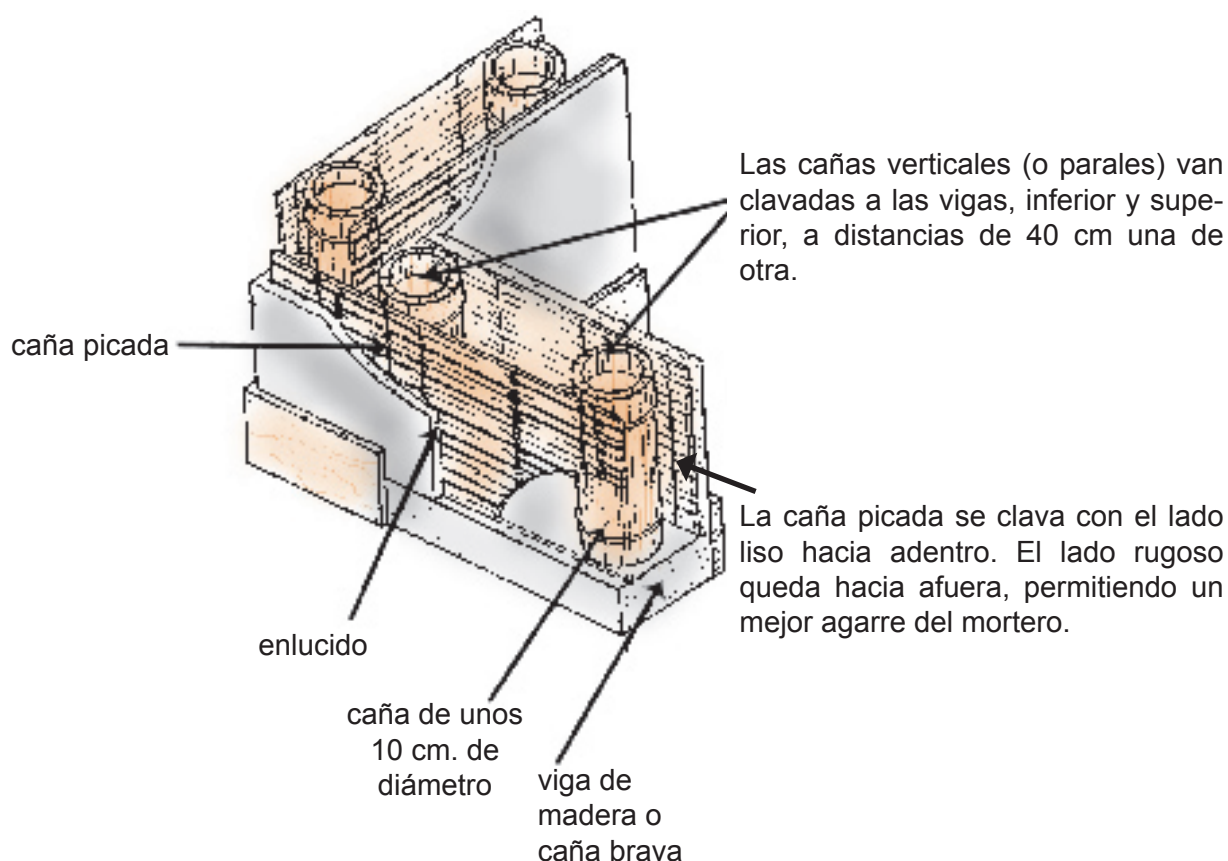 Las cañas verticales (o parales) van
clavadas a las vigas, inferior y supe-
rior, a distancias de 40 cm una de
otra.
caña picada
La caña picada se clava con el lado
liso hacia adentro. El lado rugoso
queda hacia afuera, permitiendo un
mejor agarre del mortero.
enlucido
caña de unos
10 cm. de
diámetro
viga de
madera o
caña brava